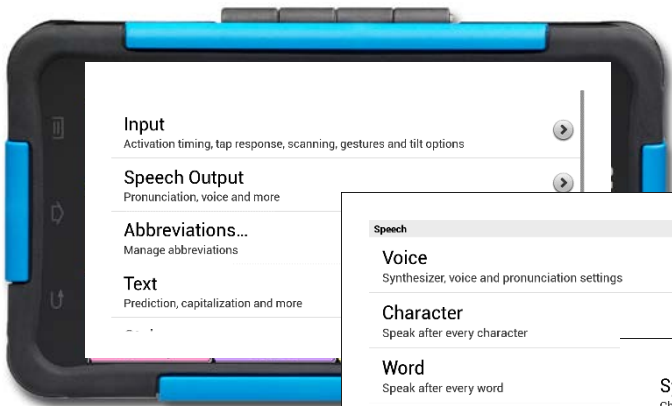 Input
Activation timing, tap response, scanning, gestures and tilt options
Speech Output
Pronunciation, voice and more
Abbreviations...
Manage abbreviations
Text
Prediction, capitalization and more
Speech
Voice
Synthesizer, voice and pronunciation settings
Character
Speak after every character
Word
Speak after every word